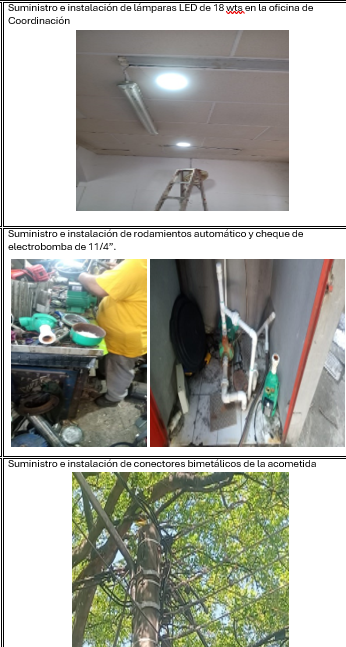 Suministro e instalación de lámparas LED de 18 wts en la oficina de
Coordinación
Suministro e instalación de rodamientos automático y cheque de
electrobomba de 11/4”.
Suministro e instalación de conectores bimetálicos de la acometida